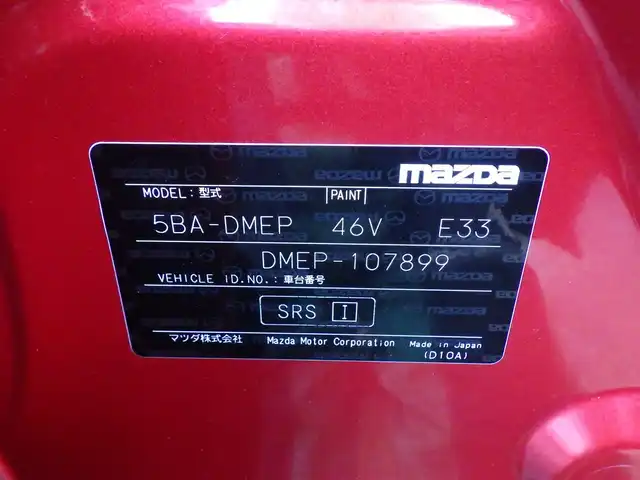 mazda
MODEL:型式 PAINT
5BA-DMEP 46V E33
DMEP-107899
VEHICLE ID.NO.:車台番号
SRS I
マツダ株式会社 Mazda Motor Corporation Made in Japan
(D10A)